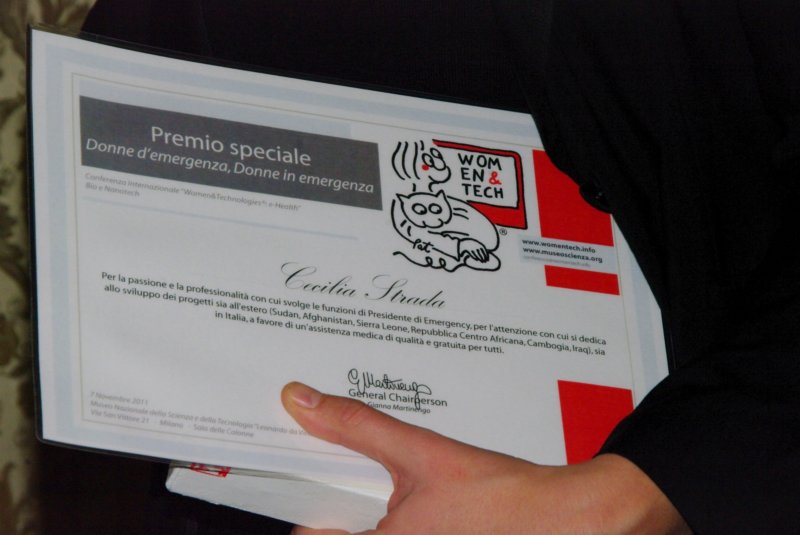 Premio speciale
Donne d'emergenza, Donne in emergenza
Conferenza Internazionale "Women&Technologies®: e-Health"
Bio e Nanotech
WOM
EN &
TECH
Pat
®
www.womentech.info
www.museoscienza.org
Cecilia Strada
Per la passione e la professionalità con cui svolge le funzioni di Presidente di Emergency, per l'attenzione con cui si dedica
allo sviluppo dei progetti sia all'estero (Sudan, Afghanistan, Sierra Leone, Repubblica Centro Africana, Cambogia, Iraq), sia
in Italia, a favore di un'assistenza medica di qualità e gratuita per tutti.
G Martinengo
General Chairperson
Gianna Martinengo
7 Novembre 2011
Museo Nazionale della Scienza e della Tecnologia "Leonardo da
Via San Vittore 21 - Milano - Sala delle Colonne